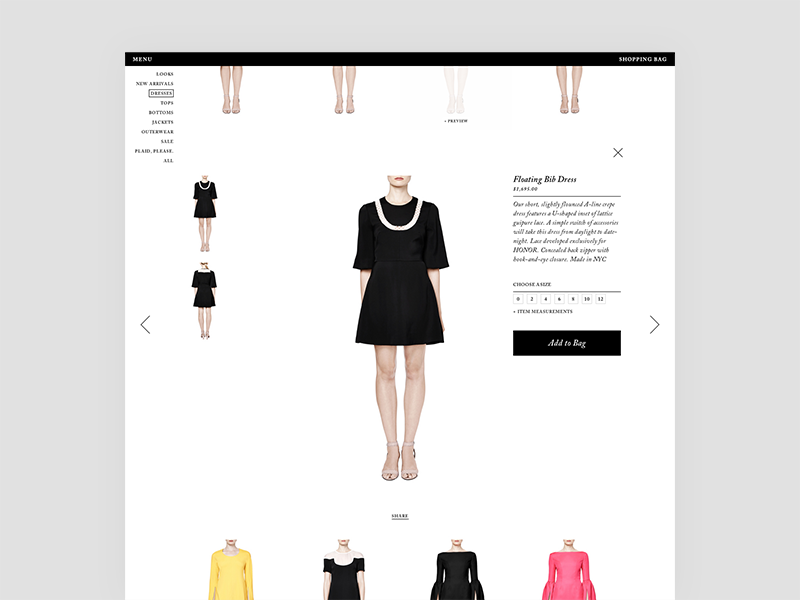 MENU
SHOPPING BAG
LOOKS
NEW ARRIVALS
DRESSES
TOPS
BOTTOMS
JACKETS
OUTERWEAR
SALE
PLAID, PLEASE.
ALL
+ PREVIEW
Floating Bib Dress
$1,695.00
Our short, slightly flounced A-line crepe
dress features a U-shaped inset of lattice
guipure lace. A simple switch of accessories
will take this dress from daylight to date-
night. Lace developed exclusively for
HONOR. Concealed back zipper with
hook-and-eye closure. Made in NYC
CHOOSE A SIZE
0 2 4 6 8 10 12
+ ITEM MEASUREMENTS
Add to Bag
SHARE